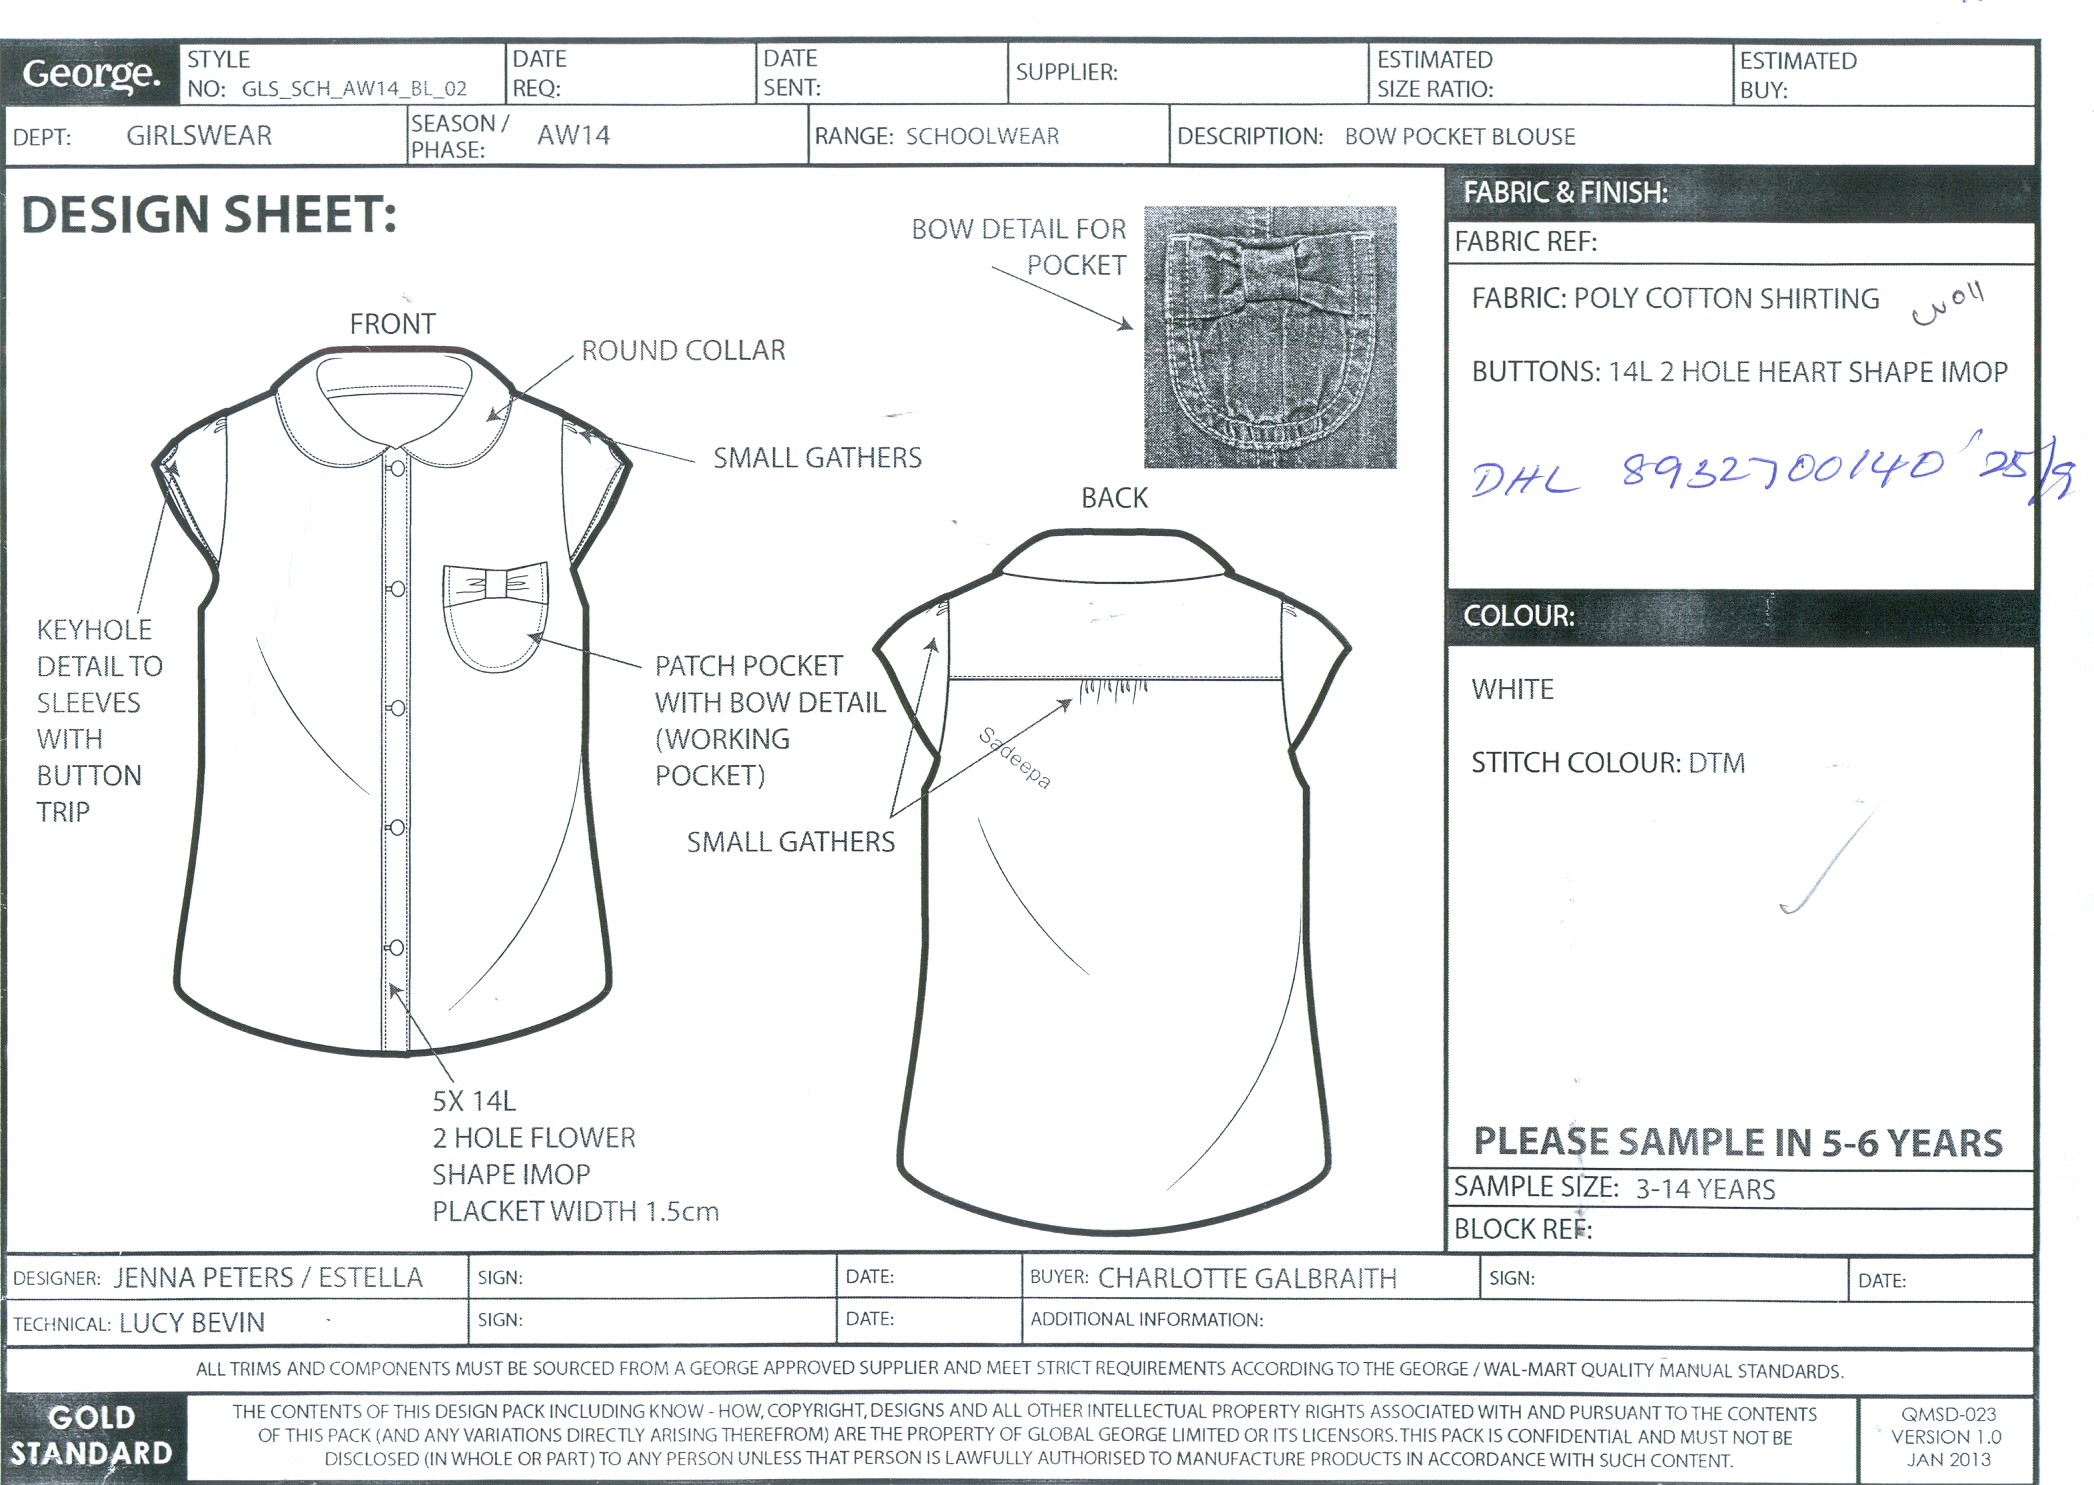 George.
STYLE
NO: GLS_SCH_AW14_BL_02
DATE
REQ:
DATE
SENT:
SUPPLIER:
ESTIMATED
SIZE RATIO:
ESTIMATED
BUY:
DEPT: GIRLSWEAR
SEASON /
PHASE: AW14
RANGE: SCHOOLWEAR
DESCRIPTION: BOW POCKET BLOUSE
DESIGN SHEET:
BOW DETAIL FOR
POCKET
FRONT
ROUND COLLAR
SMALL GATHERS
BACK
KEYHOLE
DETAIL TO
SLEEVES
WITH
BUTTON
TRIP
PATCH POCKET
WITH BOW DETAIL
(WORKING
POCKET)
Sadeepa
SMALL GATHERS
5X 14L
2 HOLE FLOWER
SHAPE IMOP
PLACKET WIDTH 1.5cm
FABRIC & FINISH:
FABRIC REF:
FABRIC: POLY COTTON SHIRTING
BUTTONS: 14L 2 HOLE HEART SHAPE IMOP
DHL 8932700140 25/9
COLOUR:
WHITE
STITCH COLOUR: DTM
PLEASE SAMPLE IN 5-6 YEARS
SAMPLE SIZE: 3-14 YEARS
BLOCK REF:
DESIGNER: JENNA PETERS / ESTELLA
SIGN:
DATE:
BUYER: CHARLOTTE GALBRAITH
SIGN:
DATE:
TECHNICAL: LUCY BEVIN
SIGN:
DATE:
ADDITIONAL INFORMATION:
ALL TRIMS AND COMPONENTS MUST BE SOURCED FROM A GEORGE APPROVED SUPPLIER AND MEET STRICT REQUIREMENTS ACCORDING TO THE GEORGE / WAL-MART QUALITY MANUAL STANDARDS.
GOLD
STANDARD
THE CONTENTS OF THIS DESIGN PACK INCLUDING KNOW - HOW, COPYRIGHT, DESIGNS AND ALL OTHER INTELLECTUAL PROPERTY RIGHTS ASSOCIATED WITH AND PURSUANT TO THE CONTENTS
OF THIS PACK (AND ANY VARIATIONS DIRECTLY ARISING THEREFROM) ARE THE PROPERTY OF GLOBAL GEORGE LIMITED OR ITS LICENSORS. THIS PACK IS CONFIDENTIAL AND MUST NOT BE
DISCLOSED (IN WHOLE OR PART) TO ANY PERSON UNLESS THAT PERSON IS LAWFULLY AUTHORISED TO MANUFACTURE PRODUCTS IN ACCORDANCE WITH SUCH CONTENT.
QMSD-023
VERSION 1.0
JAN 2013